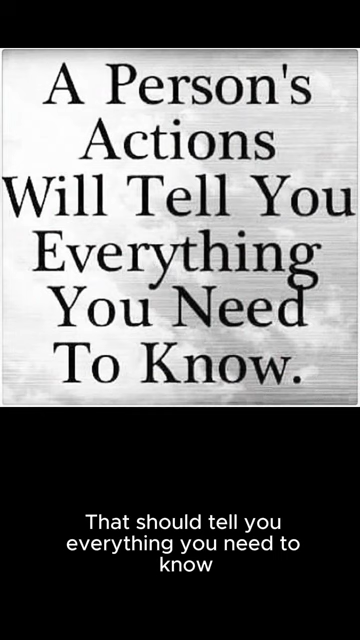 A Person's
Actions
Will Tell You
Everything
You Need
To Know.
That should tell you
everything you need to
know